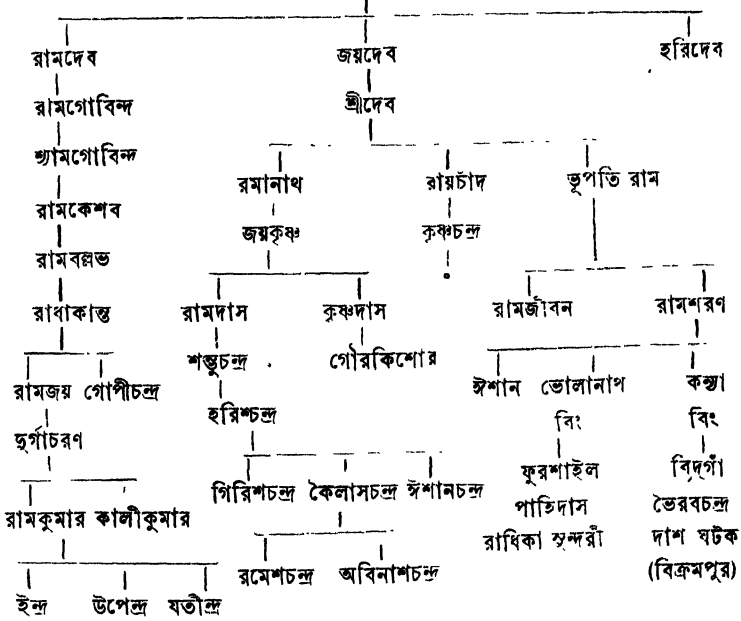 রামদেব জয়দেব হরিদেব
রামগোবিন্দ শ্রীদেব
শ্যামগোবিন্দ
রমানাথ রায়চাঁদ ভূপতি রাম
রামকেশব
জয়কৃষ্ণ কৃষ্ণচন্দ্র
রামবল্লভ
রাধাকান্ত রামদাস কৃষ্ণদাস রামজীবন রামশরণ
শম্ভুচন্দ্র গৌরকিশোর
রামজয় গোপীচন্দ্র ঈশান ভোলানাথ কন্যা
হরিশ্চন্দ্র বিং বিং
দুর্গাচরণ
ফুরশাইল বিদ্গাঁ
গিরিশচন্দ্র কৈলাসচন্দ্র ঈশানচন্দ্র
রামকুমার কালীকুমার পাহিদাস ভৈরবচন্দ্র
রাধিকা সুন্দরী দাশ ঘটক
রমেশচন্দ্র অবিনাশচন্দ্র (বিক্রমপুর)
ইন্দ্র উপেন্দ্র যতীন্দ্র